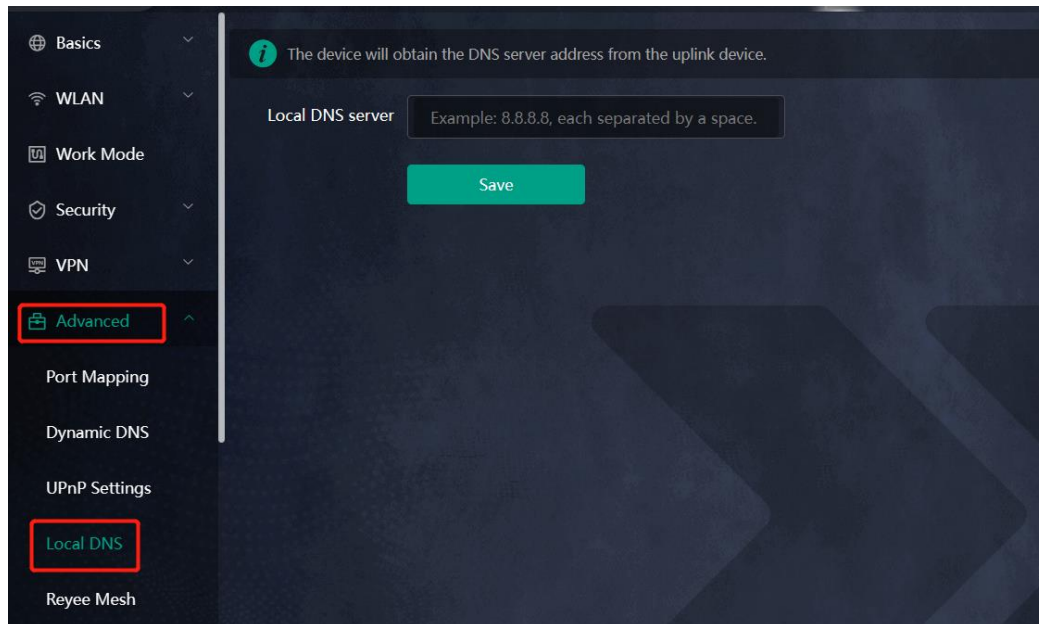 Basics
WLAN
Work Mode
Security
VPN
VPN
Advanced
Port Mapping
Dynamic DNS
UPnP Settings
Local DNS
Reyee Mesh
i The device will obtain the DNS server address from the uplink device.
Local DNS server Example: 8.8.8.8, each separated by a space.
Save